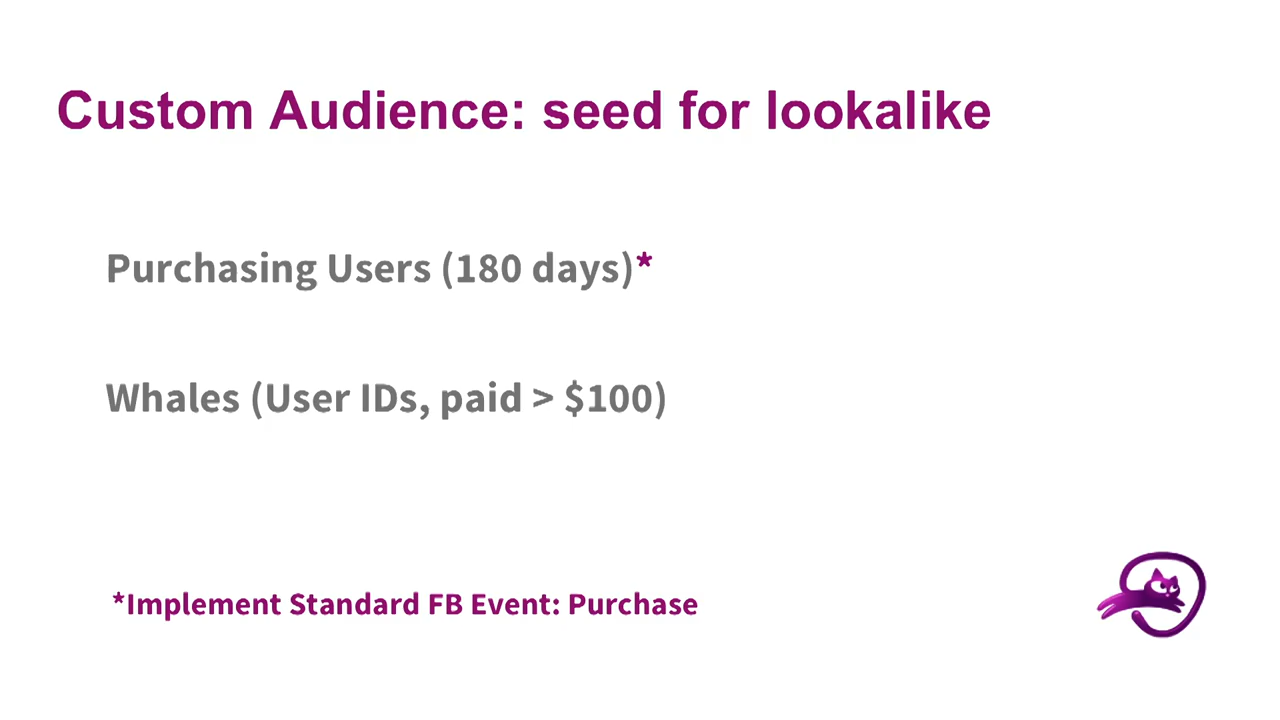 Custom Audience: seed for lookalike
Purchasing Users (180 days)*
Whales (User IDs, paid > $100)
*Implement Standard FB Event: Purchase